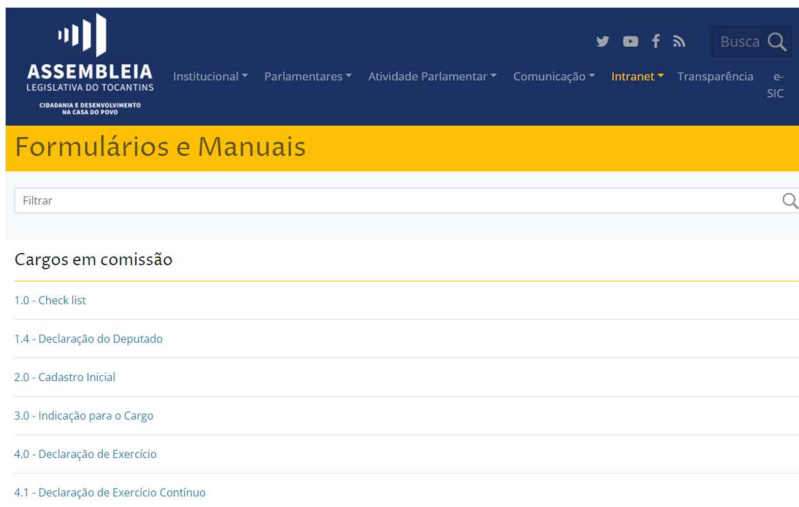 Busca
ASSEMBLEIA
LEGISLATIVA DO TOCANTINS
CIDADANIA E DESENVOLVIMENTO
NA CASA DO POVO
Institucional Parlamentares Atividade Parlamentar Comunicação Intranet Transparência e-
SIC
Formulários e Manuais
Filtrar
Cargos em comissão
1.0 - Check list
1.4 - Declaração do Deputado
2.0 - Cadastro Inicial
3.0 - Indicação para o Cargo
4.0 - Declaração de Exercício
4.1 - Declaração de Exercício Contínuo